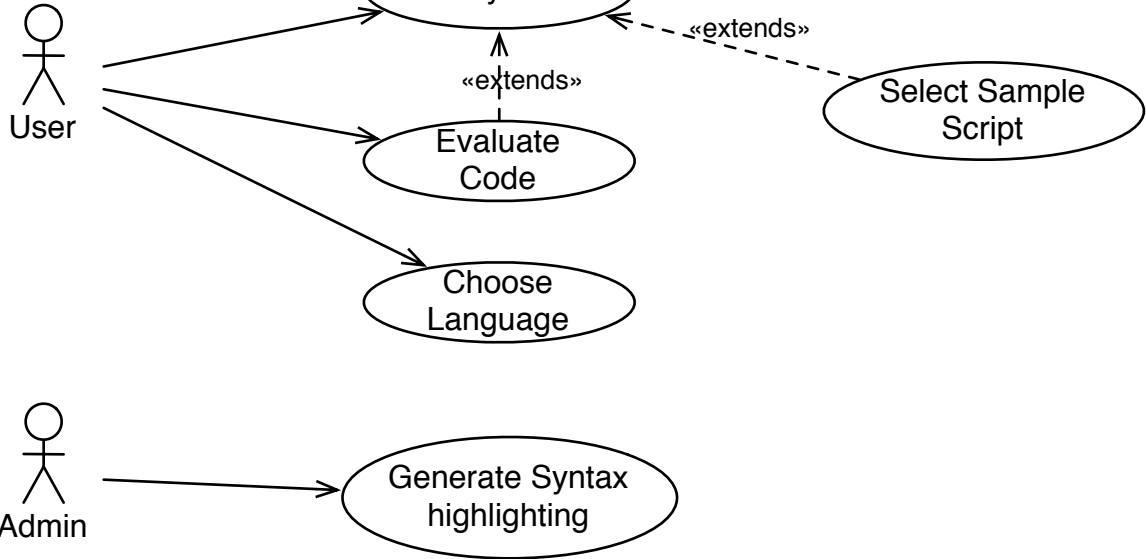 «extends»
«extends»
Select Sample
Script
User
Evaluate
Code
Choose
Language
Generate Syntax
highlighting
Admin